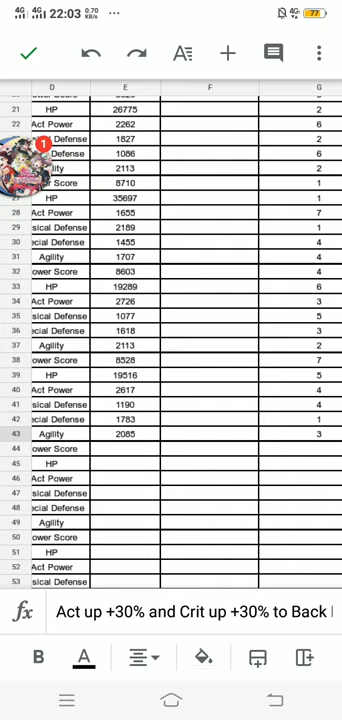 4G 4G 22:03 0.70 KB/s 4G 77
D E F G
21 HP 26775 2
22 Act Power 2262 6
Defense 1827 2
Defense 1086 6
2113 2
Score 8710 1
HP 35697 1
28 Act Power 1655 7
29 sical Defense 2189 1
30 ecial Defense 1455 4
31 Agility 1707 4
32 ower Score 8603 4
33 HP 19289 6
34 Act Power 2726 3
35 sical Defense 1077 5
36 ecial Defense 1618 3
37 Agility 2113 2
38 ower Score 8528 7
39 HP 19516 5
40 Act Power 2617 4
41 sical Defense 1190 4
42 ecial Defense 1783 1
43 Agility 2085 3
44 ower Score
45 HP
46 Act Power
47 sical Defense
48 ecial Defense
49 Agility
50 ower Score
51 HP
52 Act Power
53 sical Defense
1
fx Act up +30% and Crit up +30% to Back
B A